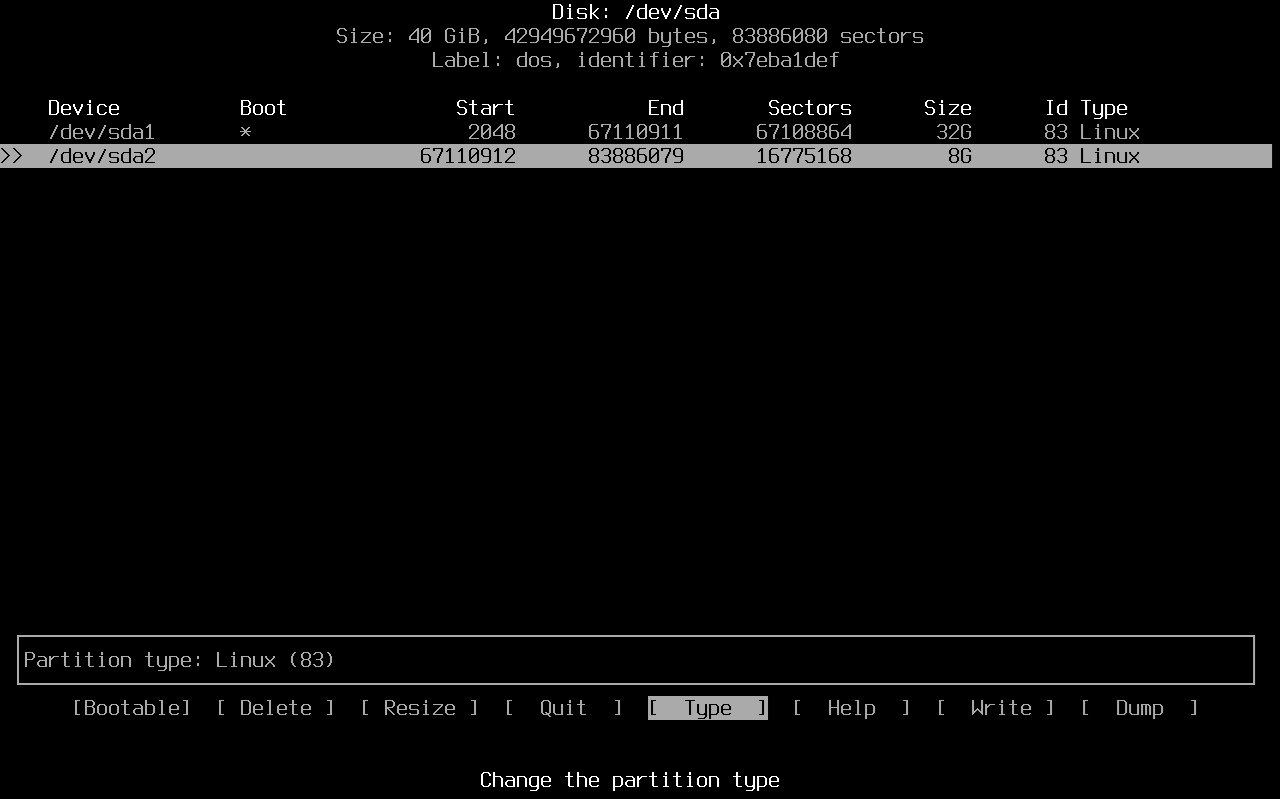 Disk: /dev/sda
Size: 40 GiB, 42949672960 bytes, 83886080 sectors
Label: dos, identifier: 0x7eba1def
Device Boot Start End Sectors Size Id Type
/dev/sda1 * 2048 67110911 67108864 32G 83 Linux
>> /dev/sda2 67110912 83886079 16775168 8G 83 Linux
Partition type: Linux (83)
[Bootable] [ Delete ] [ Resize ] [ Quit ] [ Type ] [ Help ] [ Write ] [ Dump ]
Change the partition type